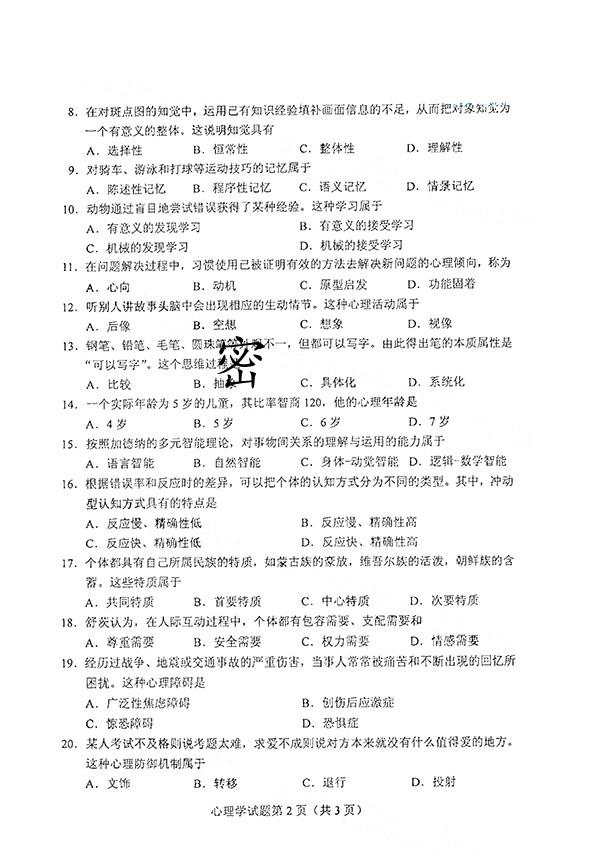 8．在对斑点图的知觉中，运用已有知识经验填补画面信息的不足，从而把对象知觉为
一个有意义的整体。这说明知觉具有
A．选择性 B．恒常性 C．整体性 D．理解性
9．对骑车、游泳和打球等运动技巧的记忆属于
A．陈述性记忆 B．程序性记忆 C．语义记忆 D．情景记忆
10．动物通过盲目地尝试错误获得了某种经验。这种学习属于
A．有意义的发现学习 B．有意义的接受学习
C．机械的发现学习 D．机械的接受学习
11．在问题解决过程中，习惯使用已被证明有效的方法去解决新问题的心理倾向，称为
A．心向 B．动机 C．原型启发 D．功能固着
12．听别人讲故事头脑中会出现相应的生动情节。这种心理活动属于
A．后像 B．空想 C．想象 D．视像
13．钢笔、铅笔、毛笔、圆珠笔 不一，但都可以写字。由此得出笔的本质属性是
“可以写字”。这个思维过程
密
A．比较 B．抽 C．具体化 D．系统化
14．一个实际年龄为 5 岁的儿童，其比率智商 120，他的心理年龄是
A．4 岁 B．5 岁 C．6 岁 D．7 岁
15．按照加德纳的多元智能理论，对事物间关系的理解与运用的能力属于
A．语言智能 B．自然智能 C．身体-动觉智能 D．逻辑-数学智能
16．根据错误率和反应时的差异，可以把个体的认知方式分为不同的类型。其中，冲动
型认知方式具有的特点是
A．反应慢、精确性低 B．反应慢、精确性高
C．反应快、精确性低 D．反应快、精确性高
17．个体都具有自己所属民族的特质，如蒙古族的豪放，维吾尔族的活泼，朝鲜族的含
蓄。这些特质属于
A．共同特质 B．首要特质 C．中心特质 D．次要特质
18．舒茨认为，在人际互动过程中，个体都有包容需要、支配需要和
A．尊重需要 B．安全需要 C．权力需要 D．情感需要
19．经历过战争、地震或交通事故的严重伤害，当事人常常被痛苦和不断出现的回忆所
困扰。这种心理障碍是
A．广泛性焦虑障碍 B．创伤后应激症
C．惊恐障碍 D．恐惧症
20．某人考试不及格则说考题太难，求爱不成则说对方本来就没有什么值得爱的地方。
这种心理防御机制属于
A．文饰 B．转移 C．退行 D．投射
心理学试题第 2 页（共 3 页）